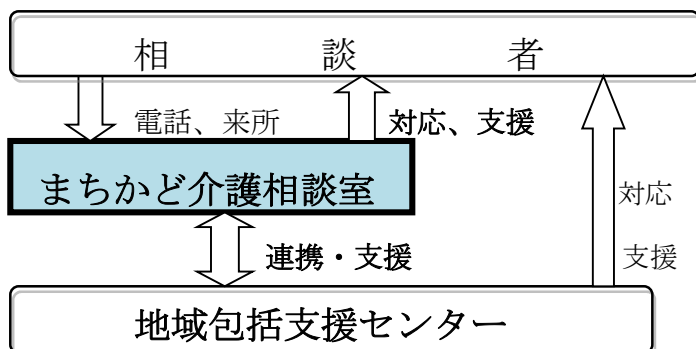 相談者
電話、来所
対応、支援
まちかど介護相談室
対応
連携・支援
支援
地域包括支援センター